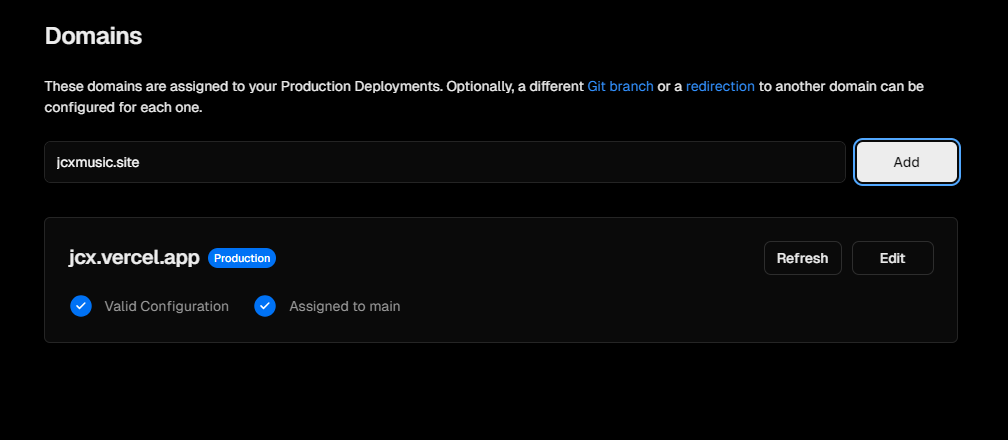 Domains
These domains are assigned to your Production Deployments. Optionally, a different Git branch or a redirection to another domain can be
configured for each one.
jcxmusic.site
Add
jcx.vercel.app Production
Refresh
Edit
Valid Configuration
Assigned to main